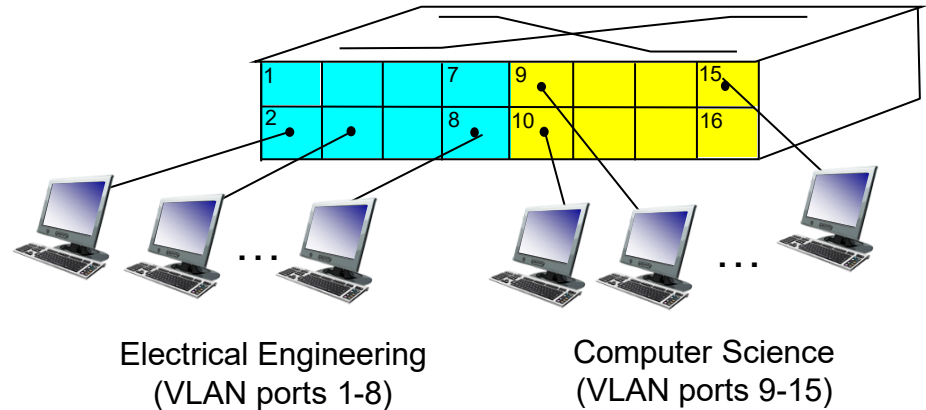 1 7 9 15
2 8 10 16
... ...
Electrical Engineering
(VLAN ports 1-8)
Computer Science
(VLAN ports 9-15)